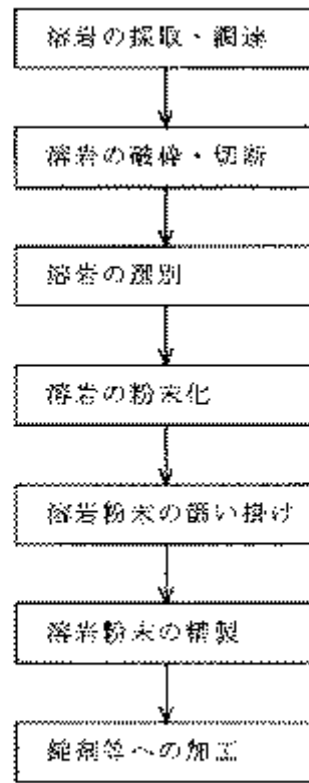 溶岩の採取・調達
溶岩の破砕・切断
溶岩の選別
溶岩の粉末化
溶岩粉末の篩い掛け
溶岩粉末の精製
錠剤等への加工